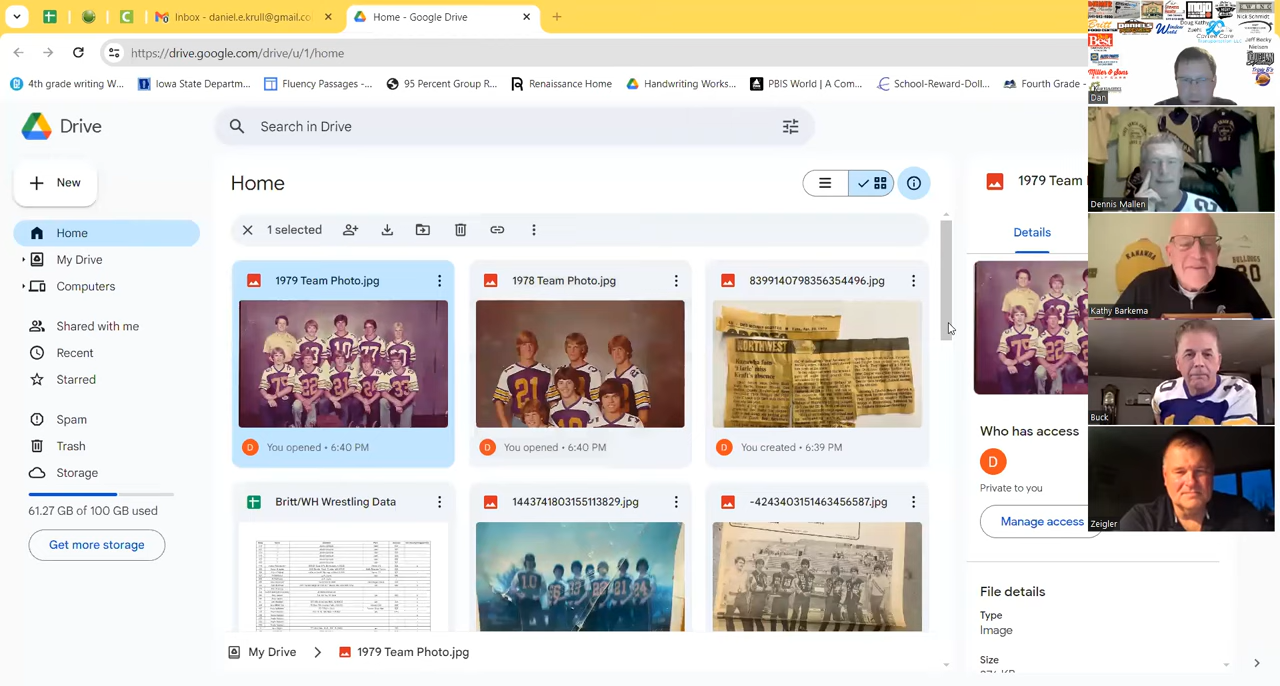 Inbox - daniel.e.krull@gmail.co
Home - Google Drive
https://drive.google.com/drive/u/1/home
4th grade writing W...
Iowa State Departm...
Fluency Passages -...
95 Percent Group R...
Renaissance Home
Handwriting Works...
PBIS World | A Com...
School-Reward-Doll...
Fourth Grade
Drive
Search in Drive
New
Home
My Drive
Computers
Shared with me
Recent
Starred
Spam
Trash
Storage
61.27 GB of 100 GB used
Get more storage
Home
1 selected
1979 Team Photo.jpg
1978 Team Photo.jpg
8399140798356354496.jpg
D You opened • 6:40 PM
D You opened • 6:40 PM
D You created • 6:39 PM
NORTHWEST
Britt/WH Wrestling Data
1443741803155113829.jpg
-4243403151463456587.jpg
My Drive > 1979 Team Photo.jpg
1979 Team
Details
Who has access
D
Private to you
Manage access
File details
Type
Image
Size
Dan
Dennis Mallen
KANAWHA
BULLDOGS
80
Kathy Barkema
Buck
Zeigler